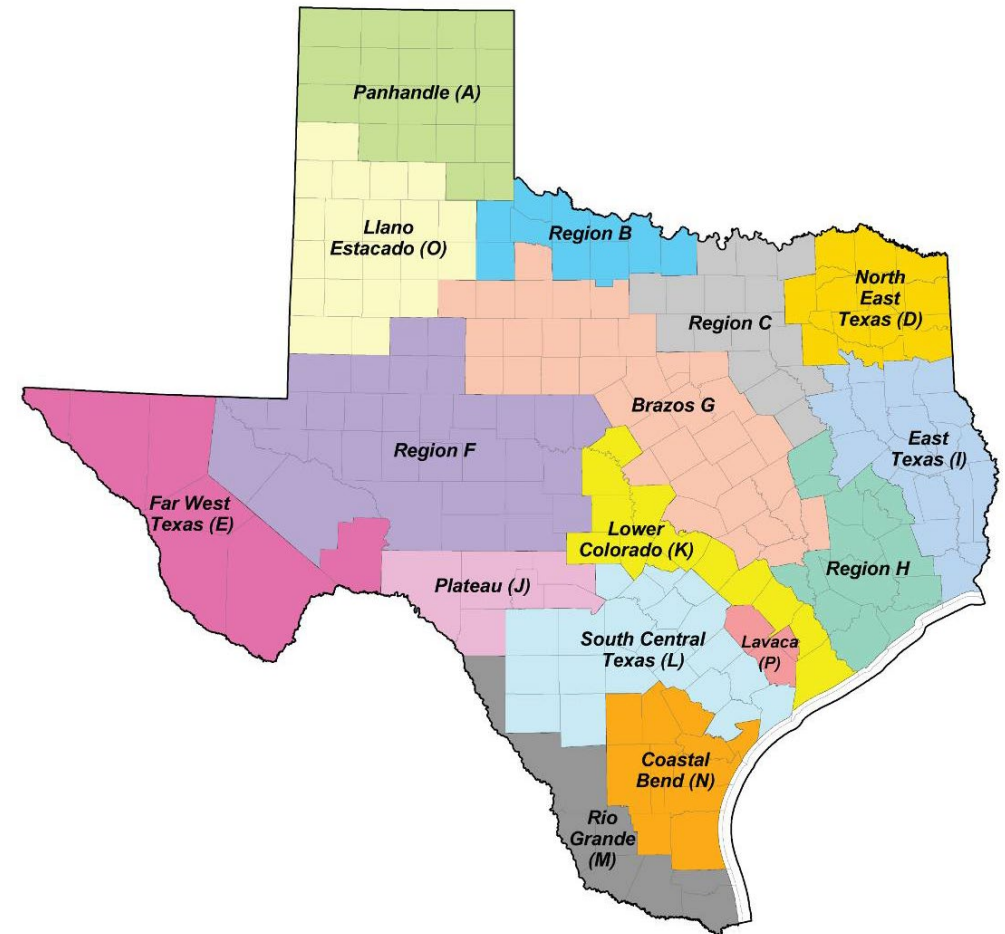 Panhandle (A)
Llano
Estacado (O)
Region B
North
East
Texas (D)
Region C
Brazos G
Region F
East
Texas (I)
Far West
Texas (E)
Lower
Colorado (K)
Region H
Plateau (J)
South Central
Texas (L)
Lavaca
(P)
Coastal
Bend (N)
Rio
Grande
(M)